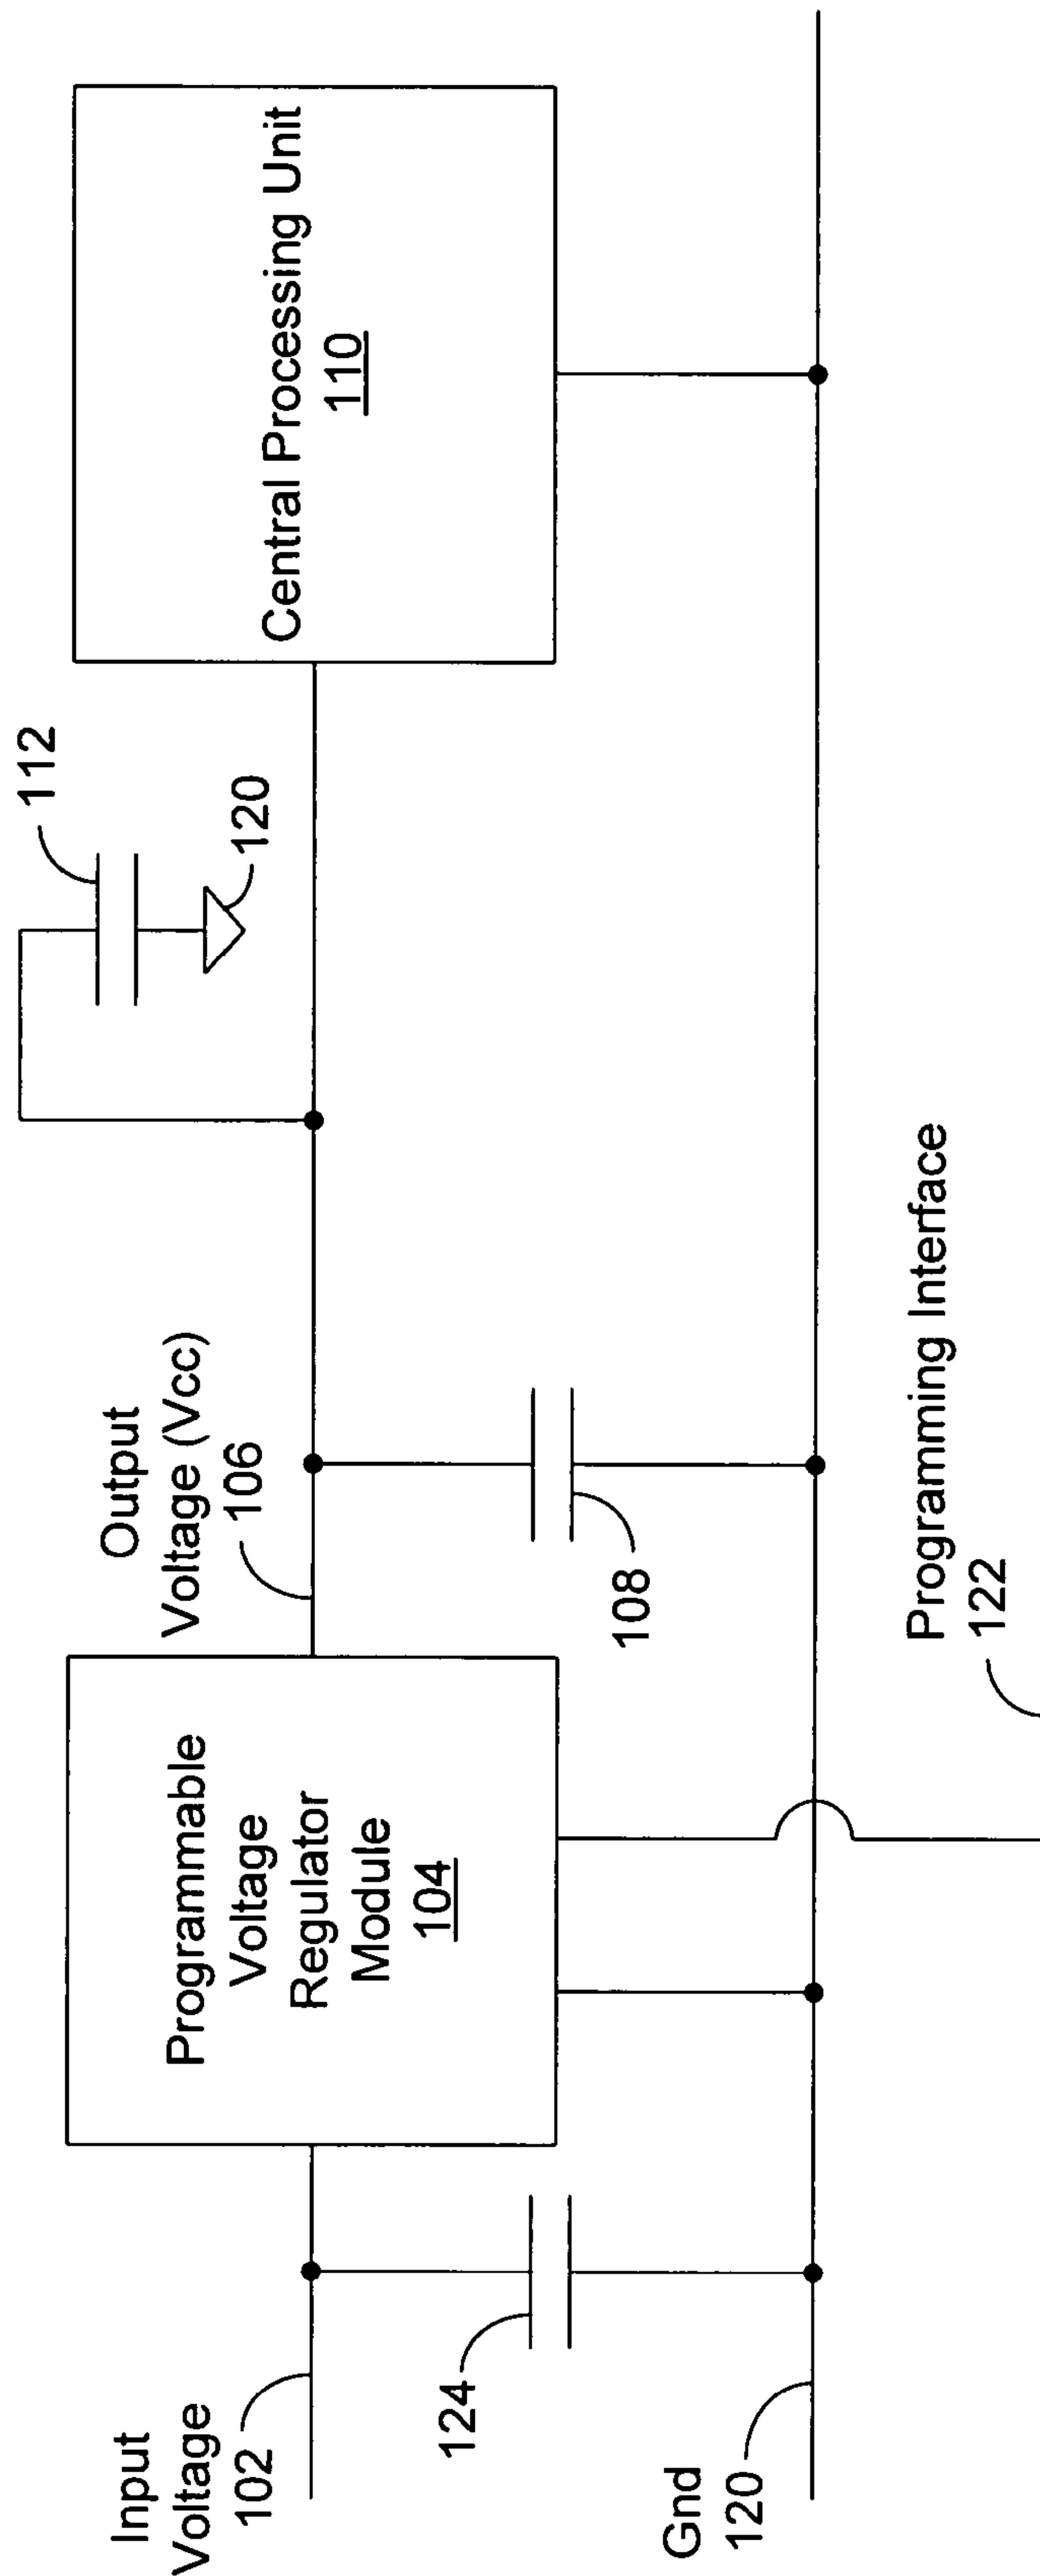 Input
Voltage
102
124
Gnd
120
Programmable
Voltage
Regulator
Module
104
Output
Voltage (Vcc)
106
108
Programming Interface
122
112
120
Central Processing Unit
110